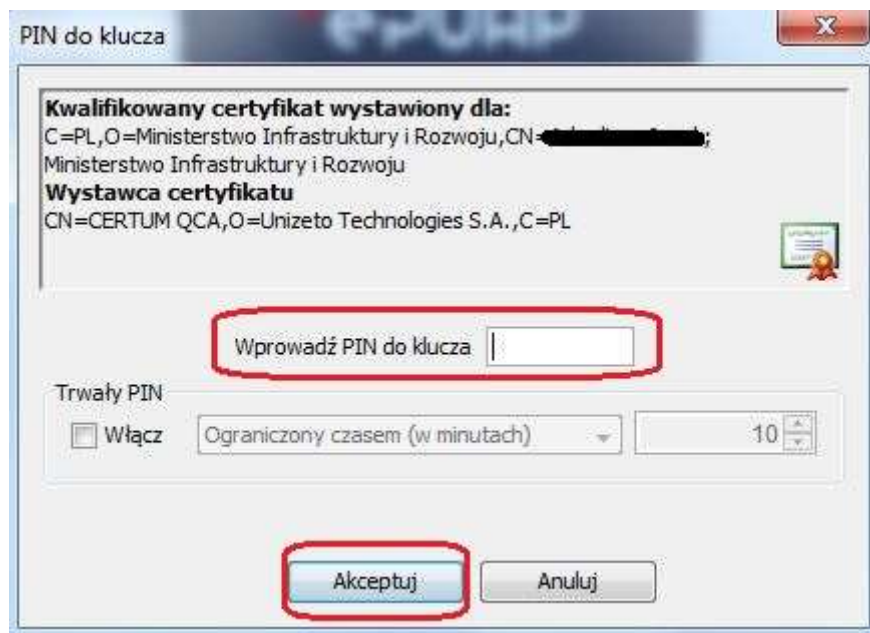 ePUAP
PIN do klucza
Kwalifikowany certyfikat wystawiony dla:
C=PL,O=Ministerstwo Infrastruktury i Rozwoju,CN=
Ministerstwo Infrastruktury i Rozwoju
Wystawca certyfikatu
CN=CERTUM QCA,O=Unizeto Technologies S.A.,C=PL
Wprowadź PIN do klucza
Trwały PIN
Włącz Ograniczony czasem (w minutach) 10
Akceptuj Anuluj